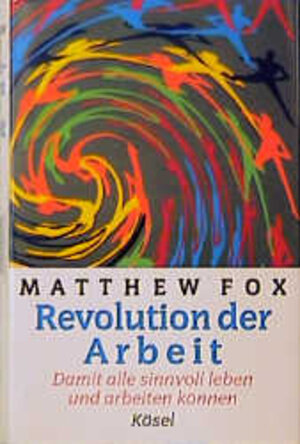 MATTHEW FOX
Revolution der
Arbeit
Damit alle sinnvoll leben
und arbeiten können
Kösel